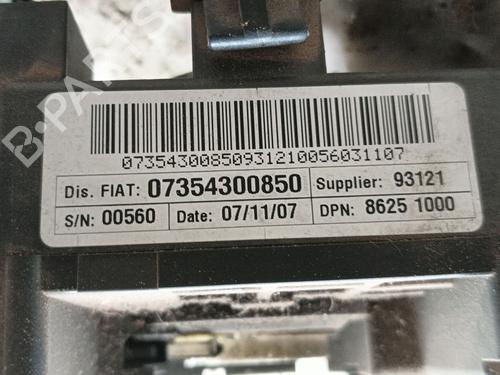 B-PARTS
07354300850931210056031107
Dis. FIAT: 07354300850 Supplier: 93121
S/N: 00560 Date: 07/11/07 DPN: 8625 1000